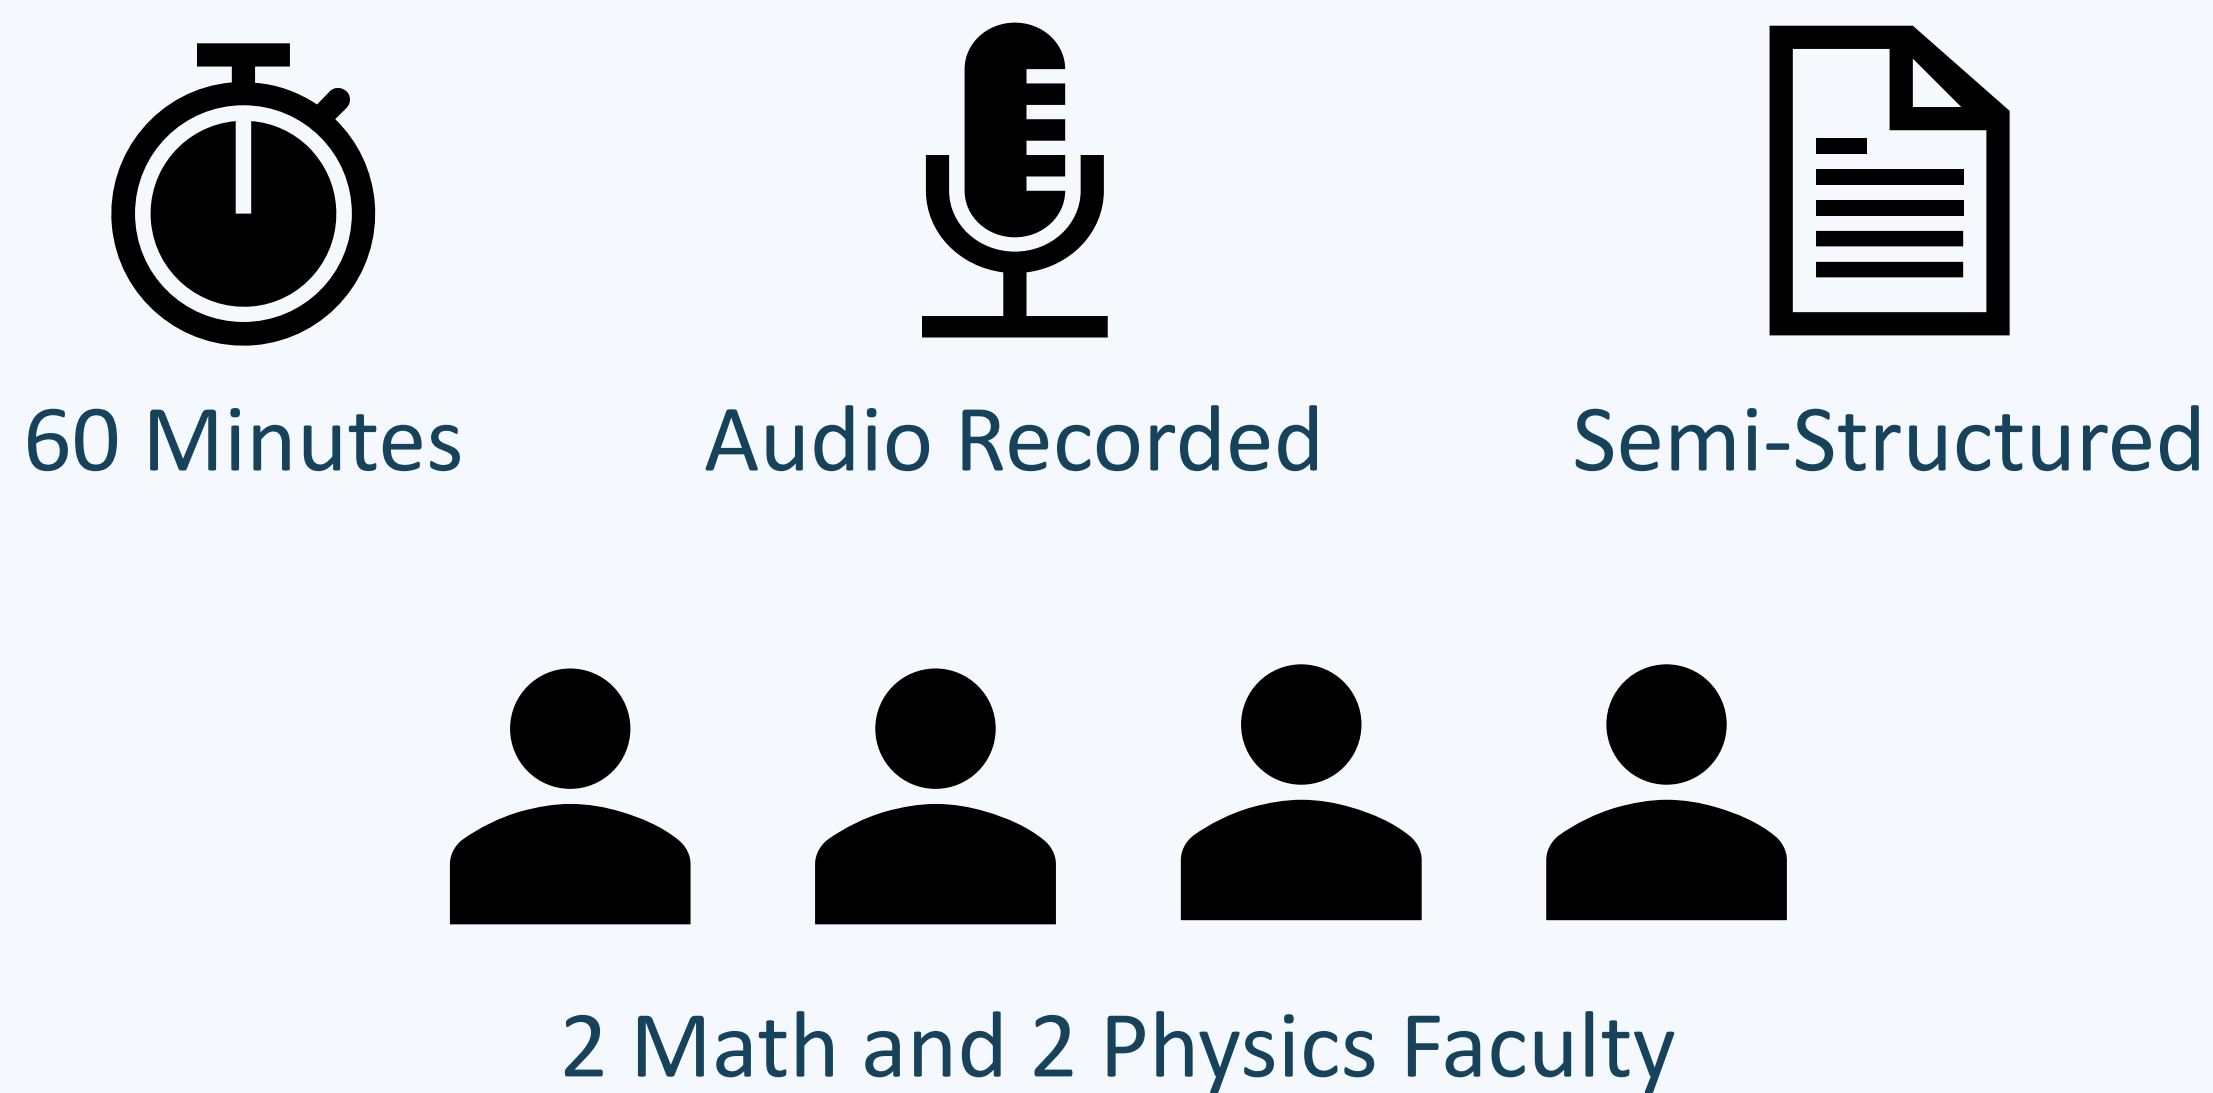 60 Minutes
Audio Recorded
Semi-Structured
2 Math and 2 Physics Faculty